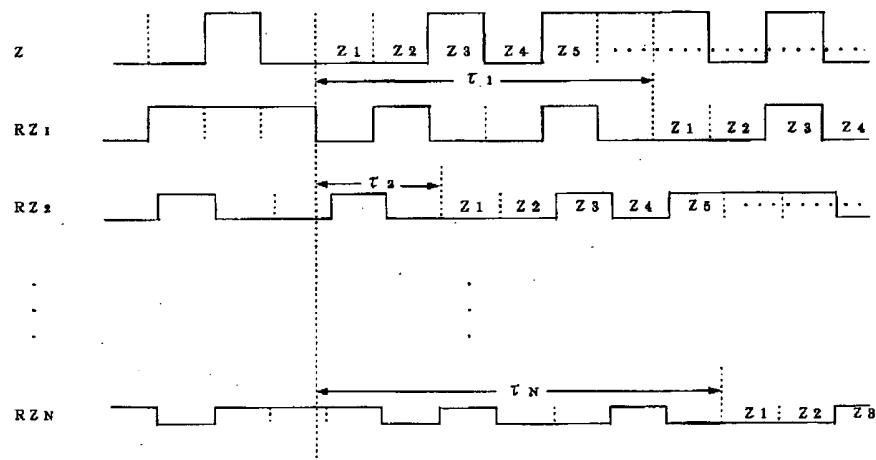 Z Z1 Z2 Z3 Z4 Z5
τ1
RZ1 Z1 Z2 Z3 Z4
τ2
RZ2 Z1 Z2 Z3 Z4 Z5
τN
RZN Z1 Z2 Z3